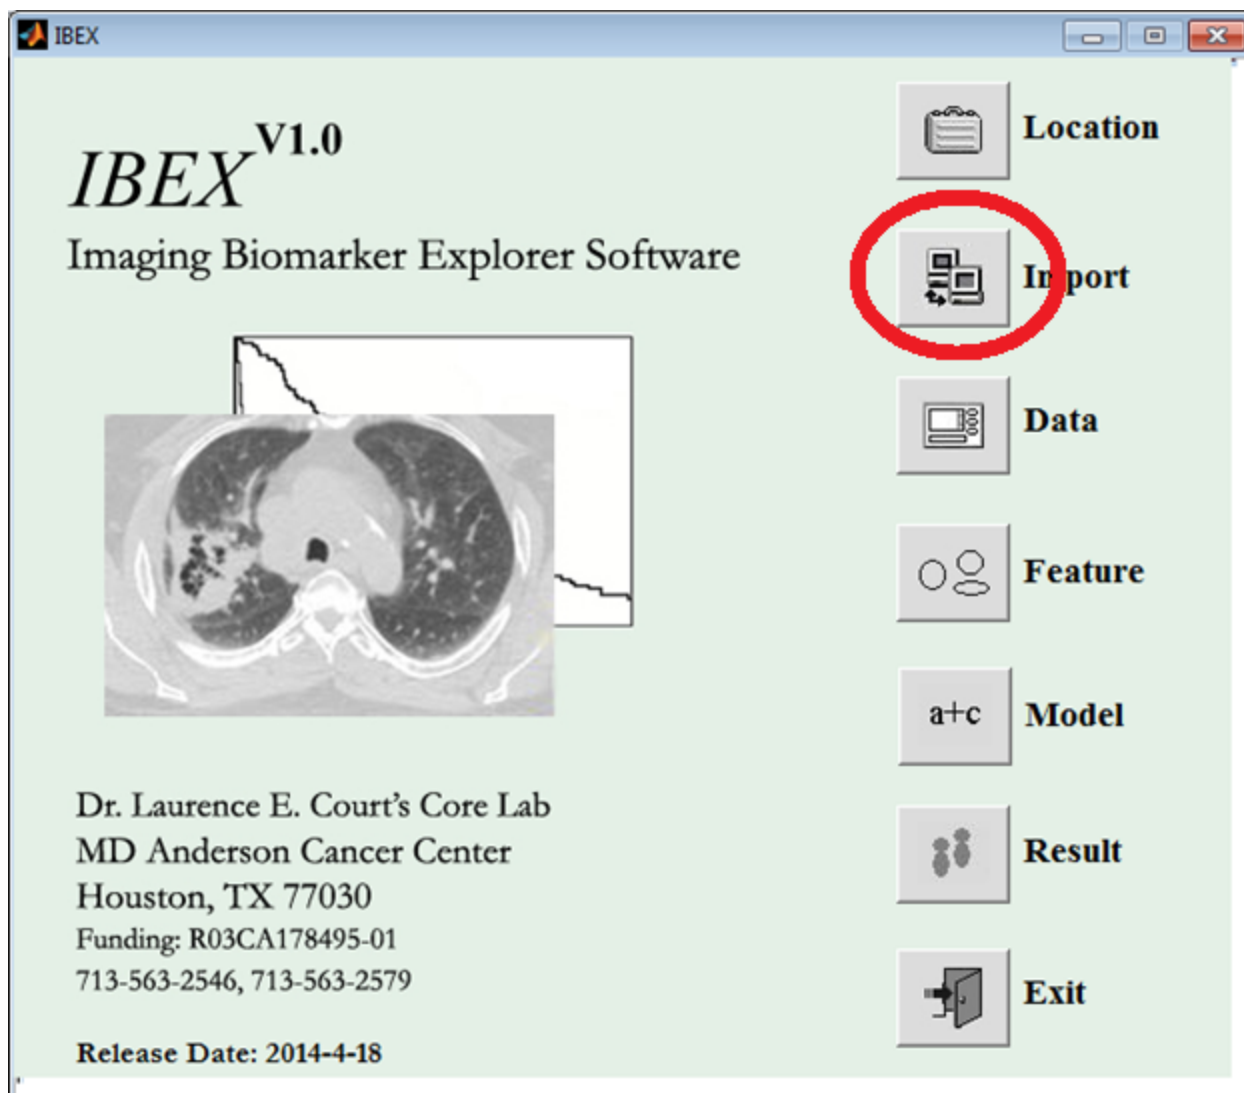 IBEX
IBEX V1.0
Imaging Biomarker Explorer Software
Dr. Laurence E. Court's Core Lab
MD Anderson Cancer Center
Houston, TX 77030
Funding: R03CA178495-01
713-563-2546, 713-563-2579
Release Date: 2014-4-18
Location
Import
Data
Feature
a+c Model
Result
Exit